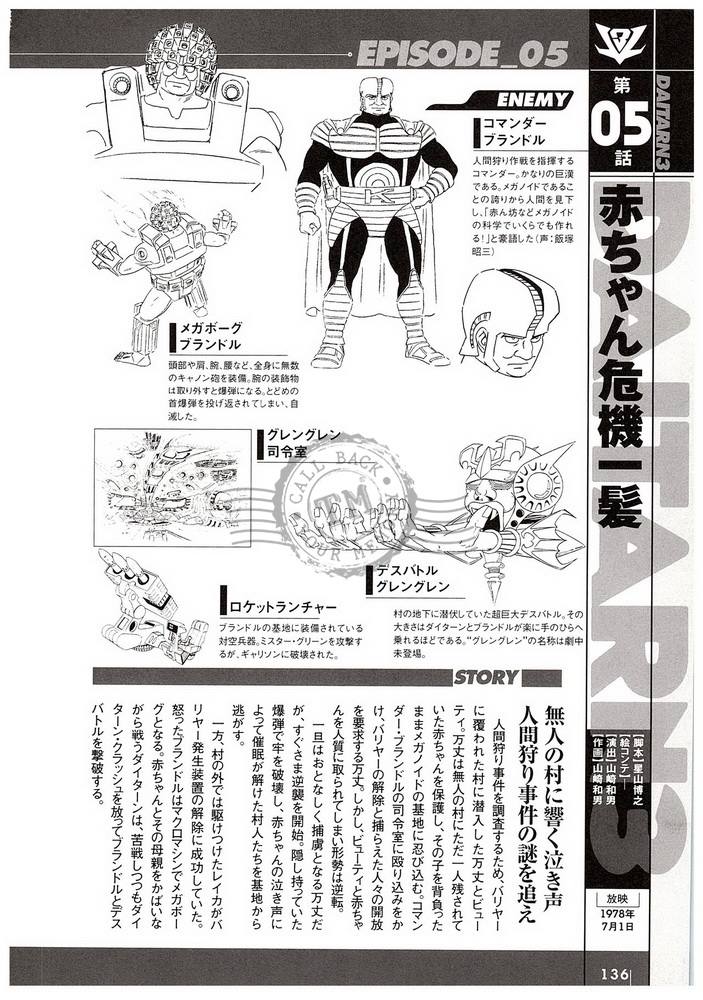 EPISODE_05
第
05
話
DAITARN3
赤ちゃん危機一髪
DAITARN3
ENEMY
コマンダー
ブランドル
人間狩り作戦を指揮する
コマンダー。かなりの巨漢
である。メガノイドであるこ
との誇りから人間を見下
し、「赤ん坊などメガノイド
の科学でいくらでも作れ
る!」と豪語した(声:飯塚
昭三)
メガボーグ
ブランドル
頭部や肩、腕、腰など、全身に無数
のキャノン砲を装備。腕の装飾物
は取り外すと爆弾になる。とどめの
首爆弾を投げ返されてしまい、自
滅した。
グレングレン
司令室
CALL BACK
TM
YOUR MEMORY
デスバトル
グレングレン
村の地下に潜伏していた超巨大デスバトル。その
大きさはダイターンとブランドルが楽に手のひらへ
乗れるほどである。“グレングレン”の名称は劇中
未登場。
ロケットランチャー
ブランドルの基地に装備されている
対空兵器。ミスター・グリーンを攻撃す
るが、ギャリソンに破壊された。
STORY
無人の村に響く泣き声
人間狩り事件の謎を追え
人間狩り事件を調査するため、バリヤー
に覆われた村に潜入した万丈とビュー
ティ。万丈は無人の村にただ一人残されて
いた赤ちゃんを保護し、その子を背負った
ままメガノイドの基地に忍び込む。コマン
ダー・ブランドルの司令室に殴り込みをか
け、バリヤーの解除と捕らえた人々の開放
を要求する万丈。しかし、ビューティと赤ちゃ
んを人質に取られてしまい形勢は逆転。
一旦はおとなしく捕虜となる万丈だ
が、すぐさま逆襲を開始。隠し持っていた
爆弾で牢を破壊し、赤ちゃんの泣き声に
よって催眠が解けた村人たちを基地から
逃がす。
一方、村の外では駆けつけたレイカがバ
リヤー発生装置の解除に成功していた。
怒ったブランドルはマクロマシンでメガボー
グとなる。赤ちゃんとその母親をかばいな
がら戦うダイターンは、苦戦しつつもダイ
ターン・クラッシュを放ってブランドルとデス
バトルを撃破する。
【脚本】星山博之
【絵コンテ】―
【演出】山崎和男
【作画】山崎和男
放映
1978年
7月1日
136